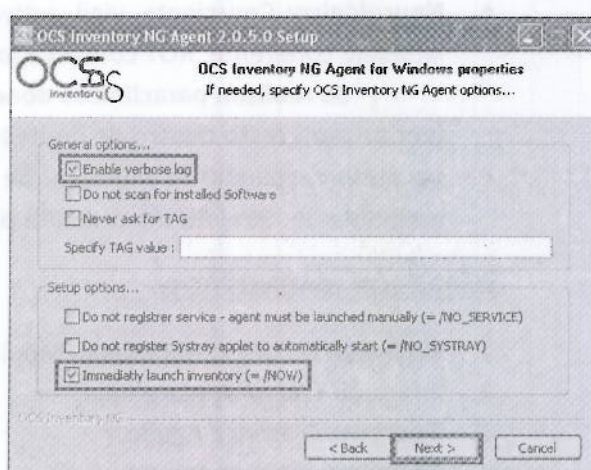 OCS Inventory NG Agent 2.0.5.0 Setup
OCS
inventory
OCS Inventory NG Agent for Windows properties
If needed, specify OCS Inventory NG Agent options...
General options...
Enable verbose log
Do not scan for installed Software
Never ask for TAG
Specify TAG value :
Setup options...
Do not registrer service - agent must be launched manually (= /NO_SERVICE)
Do not register Systray applet to automatically start (= /NO_SYSTRAY)
Immediatly launch inventory (= /NOW)
OCS Inventory NG
< Back
Next >
Cancel